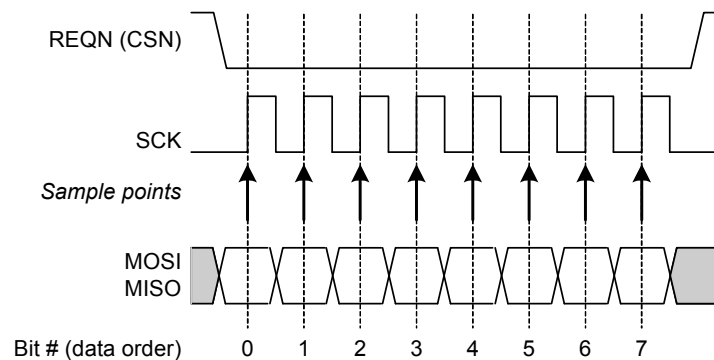 REQN (CSN)
SCK
Sample points
MOSI
MISO
Bit # (data order) 0 1 2 3 4 5 6 7